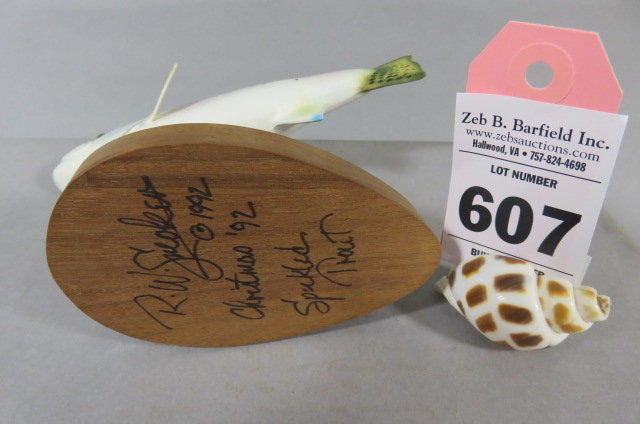 R.W. Smoker
© 1992
Christmas '92
Speckled
Trout
Zeb B. Barfield Inc.
www.zebsauctions.com
Hallwood, VA • 757-824-4698
LOT NUMBER
607